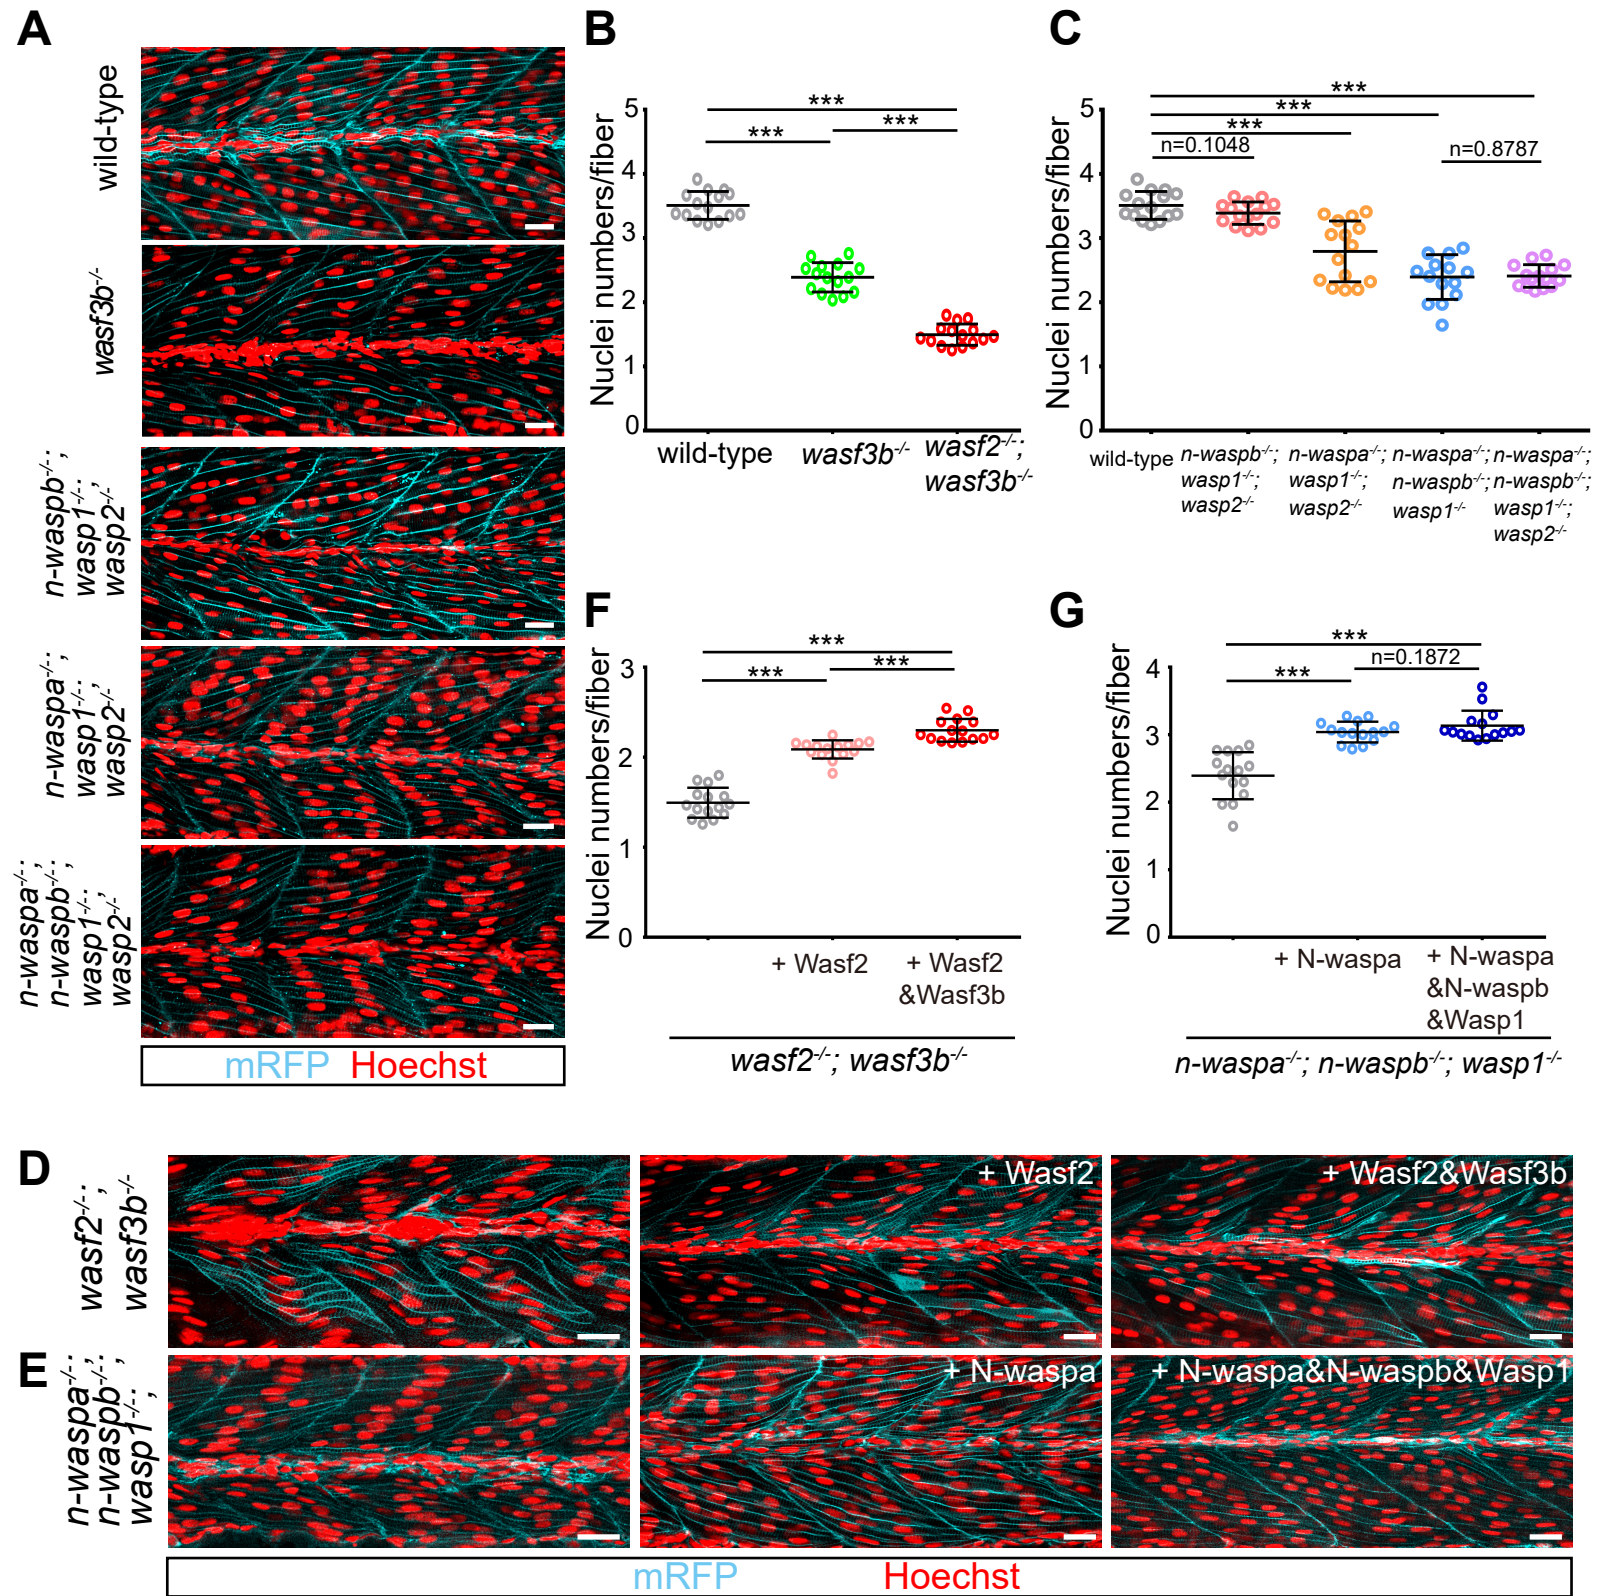 A
wild-type
wasf3b-/-
n-waspb-/-;
wasp1-/-;
wasp2-/-
n-waspa-/-;
wasp1-/-;
wasp2-/-
n-waspa-/-;
n-waspb-/-;
wasp1-/-;
wasp2-/-
mRFP Hoechst
B
Nuclei numbers/fiber
5
4
3
2
1
0
***
*** ***
wild-type wasf3b-/- wasf2-/-;
wasf3b-/-
C
Nuclei numbers/fiber
5
4
3
2
1
0
***
***
***
n=0.1048 n=0.8787
wild-type n-waspb-/-; n-waspa-/-; n-waspa-/-; n-waspa-/-;
wasp1-/-; wasp1-/-; n-waspb-/-; n-waspb-/-;
wasp2-/- wasp2-/- wasp1-/- wasp1-/-;
wasp2-/-
F
Nuclei numbers/fiber
3
2
1
0
***
*** ***
+ Wasf2 + Wasf2
&Wasf3b
wasf2-/-; wasf3b-/-
G
Nuclei numbers/fiber
4
3
2
1
0
***
*** n=0.1872
+ N-waspa + N-waspa
&N-waspb
&Wasp1
n-waspa-/-; n-waspb-/-; wasp1-/-
D
wasf2-/-;
wasf3b-/-
+ Wasf2
+ Wasf2&Wasf3b
E
n-waspa-/-;
n-waspb-/-;
wasp1-/-;
+ N-waspa
+ N-waspa&N-waspb&Wasp1
mRFP Hoechst